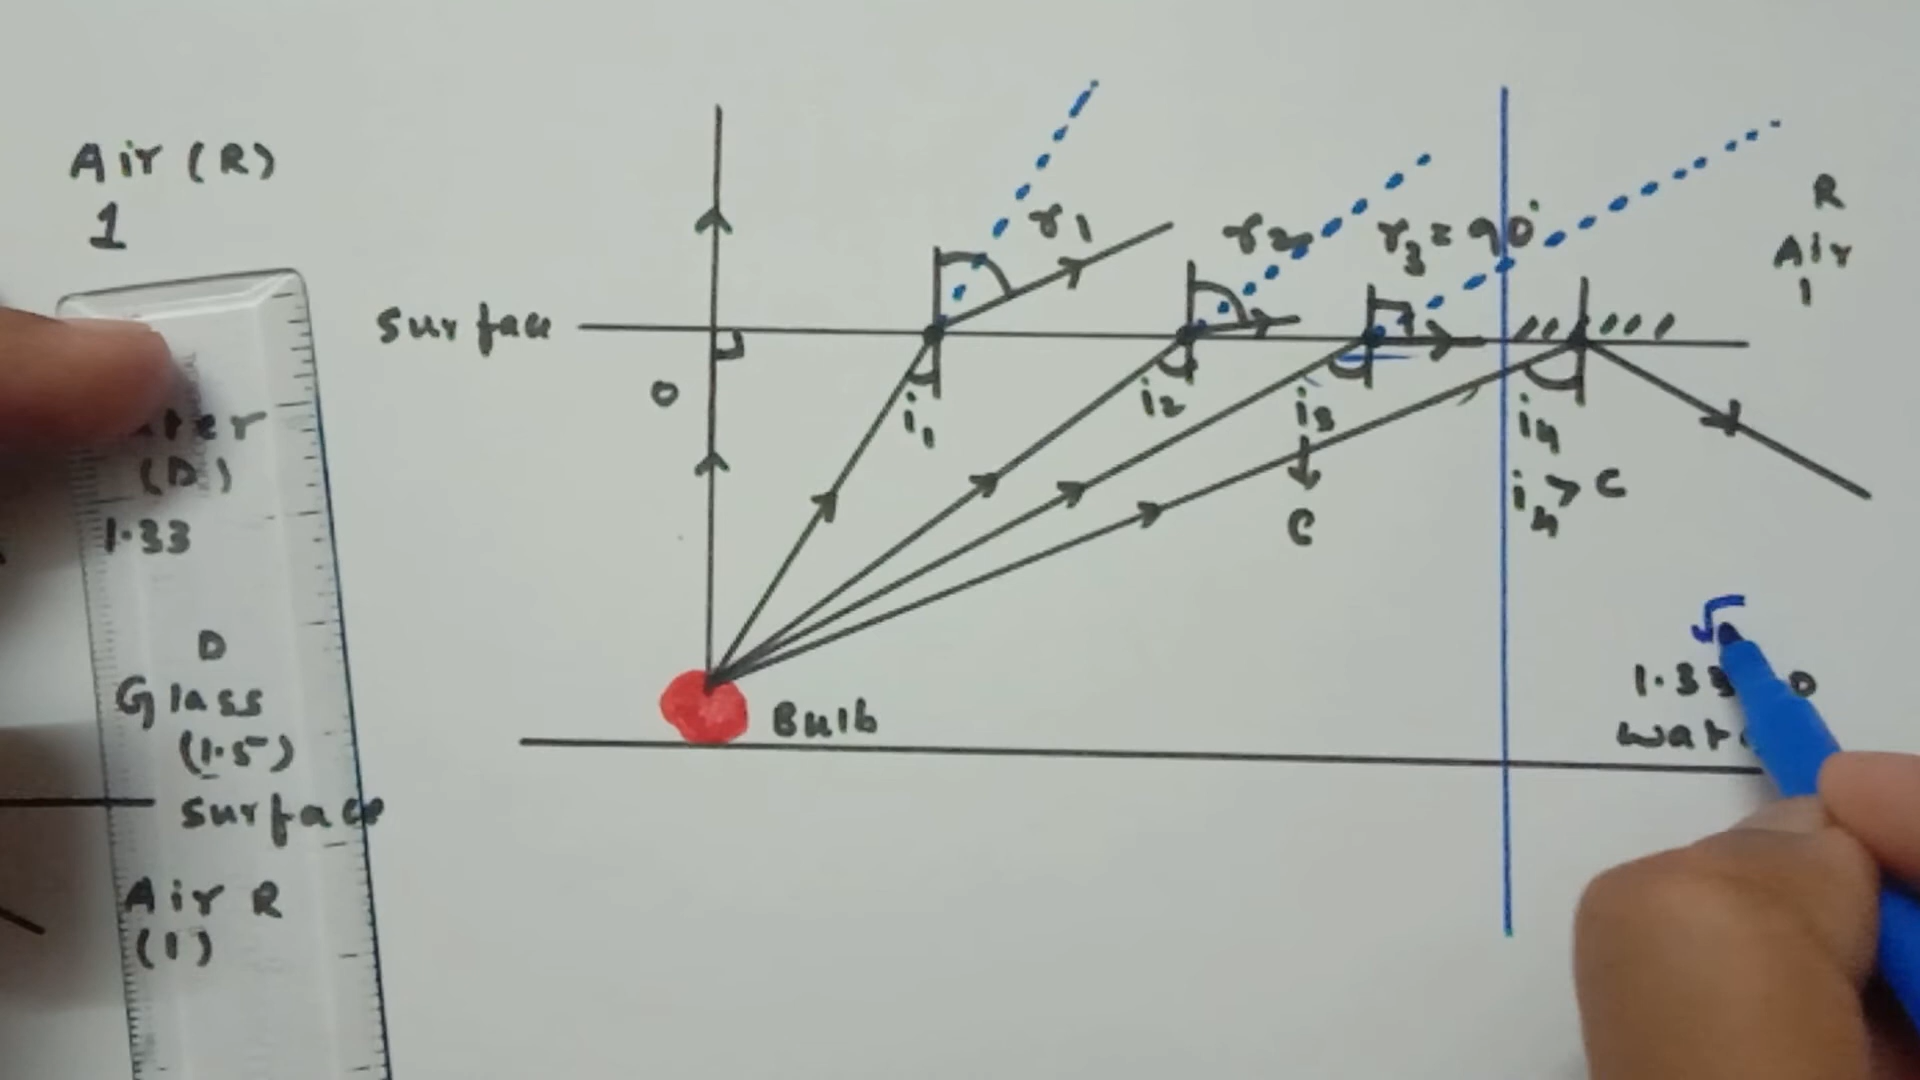 Air (R)
1
(D)
1.33
D
Glass
(1.5)
surface
Air R
(1)
surface
0
r1
r2
r3 = 90°
R
Air
1
i1
i2
i3
C
i4
i4 > C
Bulb
1.33 D